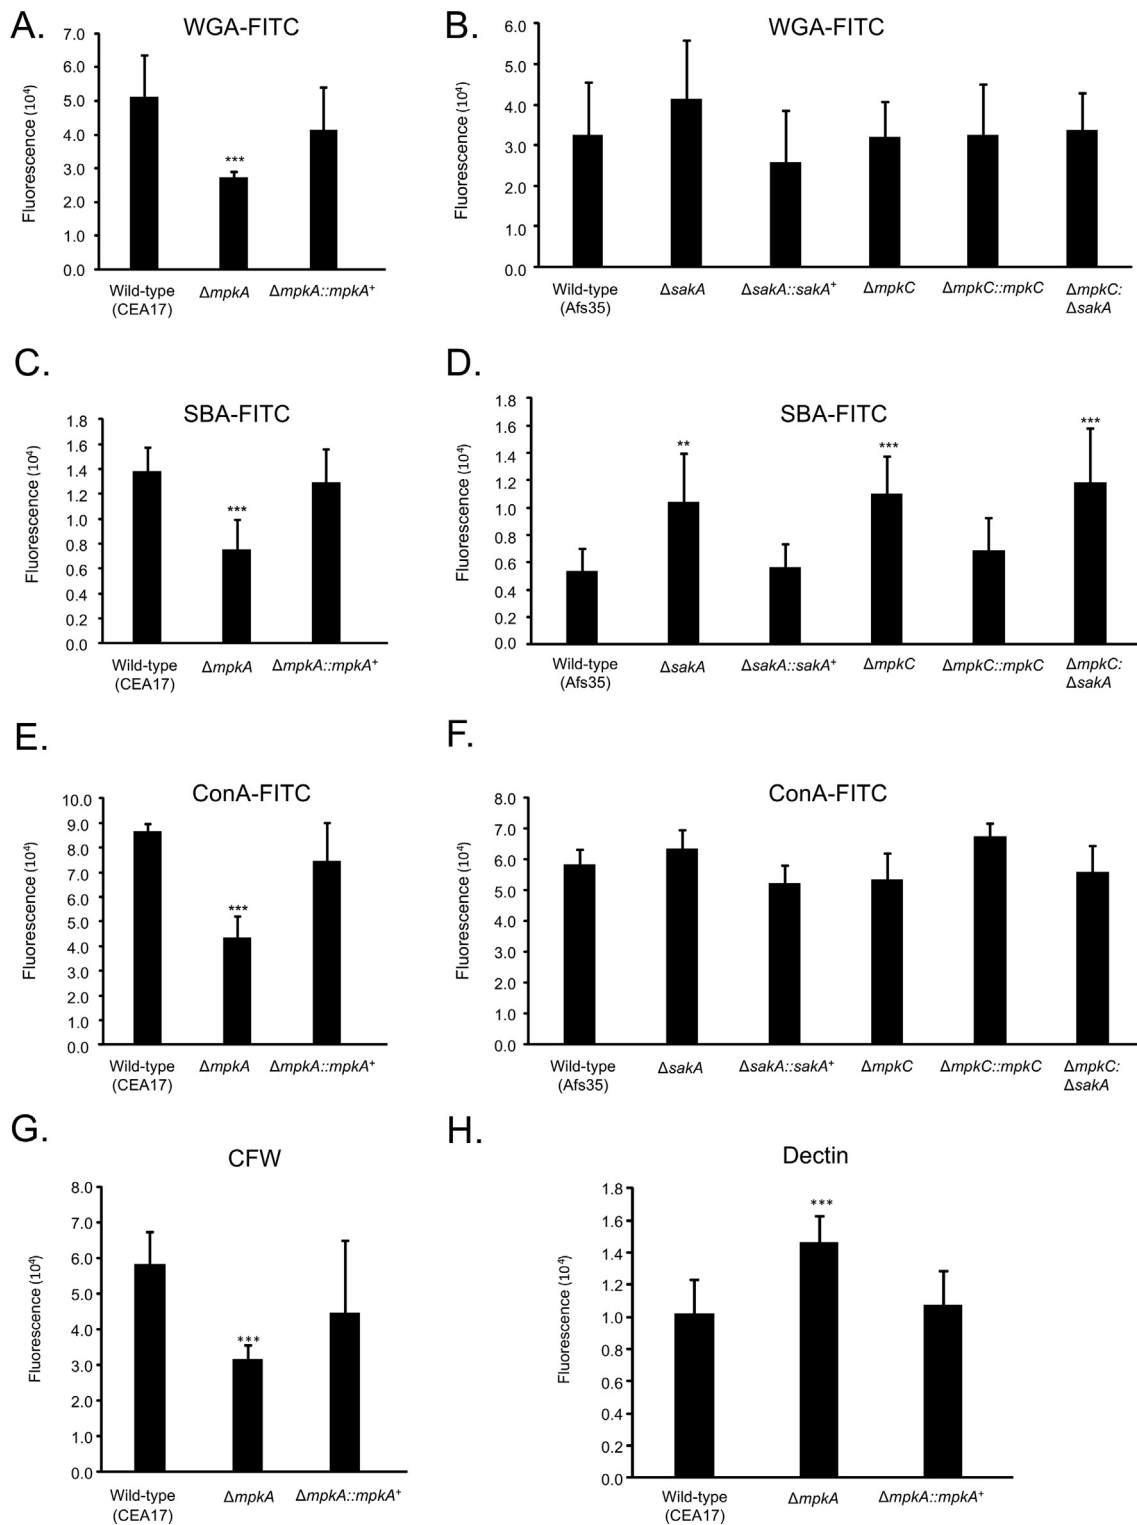 A.
WGA-FITC
7.0
6.0
5.0
4.0
3.0
2.0
1.0
0.0
Fluorescence (10⁴)
***
Wild-type (CEA17)
ΔmpkA
ΔmpkA::mpkA⁺
B.
WGA-FITC
6.0
5.0
4.0
3.0
2.0
1.0
0.0
Fluorescence (10⁴)
Wild-type (Afs35)
ΔsakA
ΔsakA::sakA⁺
ΔmpkC
ΔmpkC::mpkC
ΔmpkC:
ΔsakA
C.
SBA-FITC
1.8
1.6
1.4
1.2
1.0
0.8
0.6
0.4
0.2
0.0
Fluorescence (10⁴)
***
Wild-type (CEA17)
ΔmpkA
ΔmpkA::mpkA⁺
D.
SBA-FITC
1.8
1.6
1.4
1.2
1.0
0.8
0.6
0.4
0.2
0.0
Fluorescence (10⁴)
**
***
***
Wild-type (Afs35)
ΔsakA
ΔsakA::sakA⁺
ΔmpkC
ΔmpkC::mpkC
ΔmpkC:
ΔsakA
E.
ConA-FITC
10.0
9.0
8.0
7.0
6.0
5.0
4.0
3.0
2.0
1.0
0.0
Fluorescence (10⁴)
***
Wild-type (CEA17)
ΔmpkA
ΔmpkA::mpkA⁺
F.
ConA-FITC
8.0
7.0
6.0
5.0
4.0
3.0
2.0
1.0
0.0
Fluorescence (10⁴)
Wild-type (Afs35)
ΔsakA
ΔsakA::sakA⁺
ΔmpkC
ΔmpkC::mpkC
ΔmpkC:
ΔsakA
G.
CFW
8.0
7.0
6.0
5.0
4.0
3.0
2.0
1.0
0.0
Fluorescence (10⁴)
***
Wild-type (CEA17)
ΔmpkA
ΔmpkA::mpkA⁺
H.
Dectin
1.8
1.6
1.4
1.2
1.0
0.8
0.6
0.4
0.2
0.0
Fluorescence (10⁴)
***
Wild-type (CEA17)
ΔmpkA
ΔmpkA::mpkA⁺